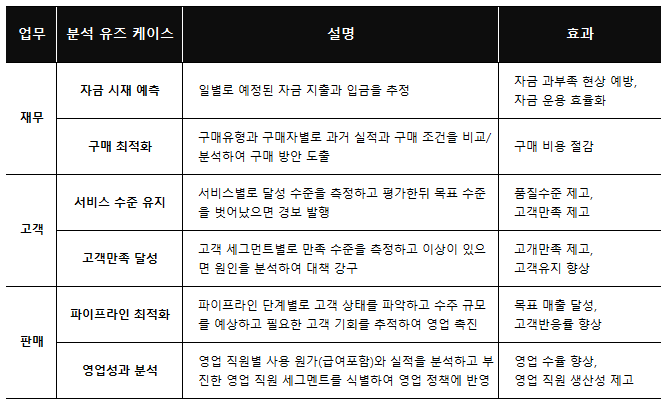 업무 분석 유즈 케이스 설명 효과
재무
자금 시재 예측
일별로 예정된 자금 지출과 입금을 추정
자금 과부족 현상 예방,
자금 운용 효율화
구매 최적화
구매유형과 구매자별로 과거 실적과 구매 조건을 비교/
분석하여 구매 방안 도출
구매 비용 절감
고객
서비스 수준 유지
서비스별로 달성 수준을 측정하고 평가한뒤 목표 수준
을 벗어났으면 경보 발행
품질수준 제고,
고객만족 제고
고객만족 달성
고객 세그먼트별로 만족 수준을 측정하고 이상이 있으
면 원인을 분석하여 대책 강구
고개만족 제고,
고객유지 향상
판매
파이프라인 최적화
파이프라인 단계별로 고객 상태를 파악하고 수주 규모
를 예상하고 필요한 고객 기회를 추적하여 영업 촉진
목표 매출 달성,
고객반응률 향상
영업성과 분석
영업 직원별 사용 원가(급여포함)와 실적을 분석하고 부
진한 영업 직원 세그멘트를 식별하여 영업 정책에 반영
영업 수율 향상,
영업 직원 생산성 제고